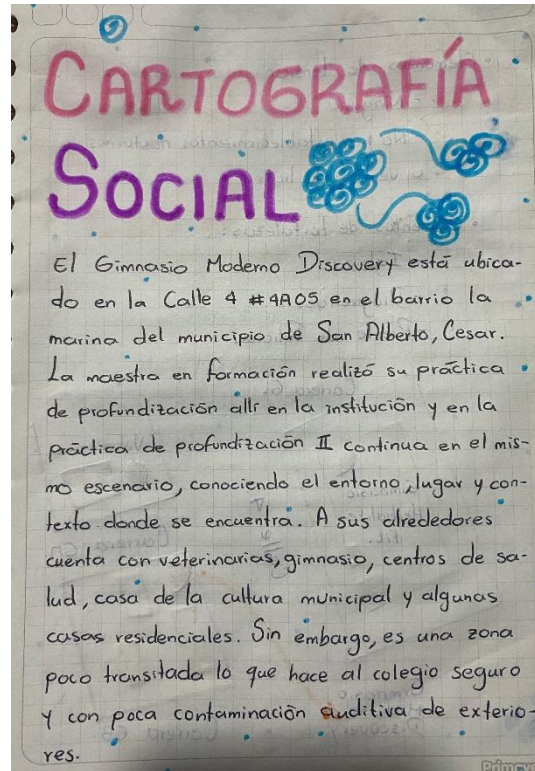 CARTOGRAFÍA
SOCIAL
El Gimnasio Moderno Discovery está ubica-
do en la Calle 4 #4A05 en el barrio la
marina del municipio de San Alberto, Cesar.
La maestra en formación realizó su práctica
de profundización allí en la institución y en la
práctica de profundización II continua en el mis-
mo escenario, conociendo el entorno, lugar y con-
texto donde se encuentra. A sus alrededores
cuenta con veterinarias, gimnasio, centros de sa-
lud, casa de la cultura municipal y algunas
casas residenciales. Sin embargo, es una zona
poco transitada lo que hace al colegio seguro
y con poca contaminación auditiva de exterio-
res.